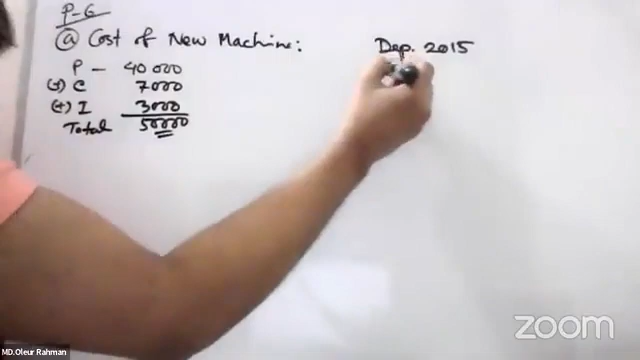 P-6
ⓐ Cost of New Machine:
P - 40000
(+) C 7000
(+) I 3000
Total 50000
Dep. 2015
zoom
MD.Oleur Rahman